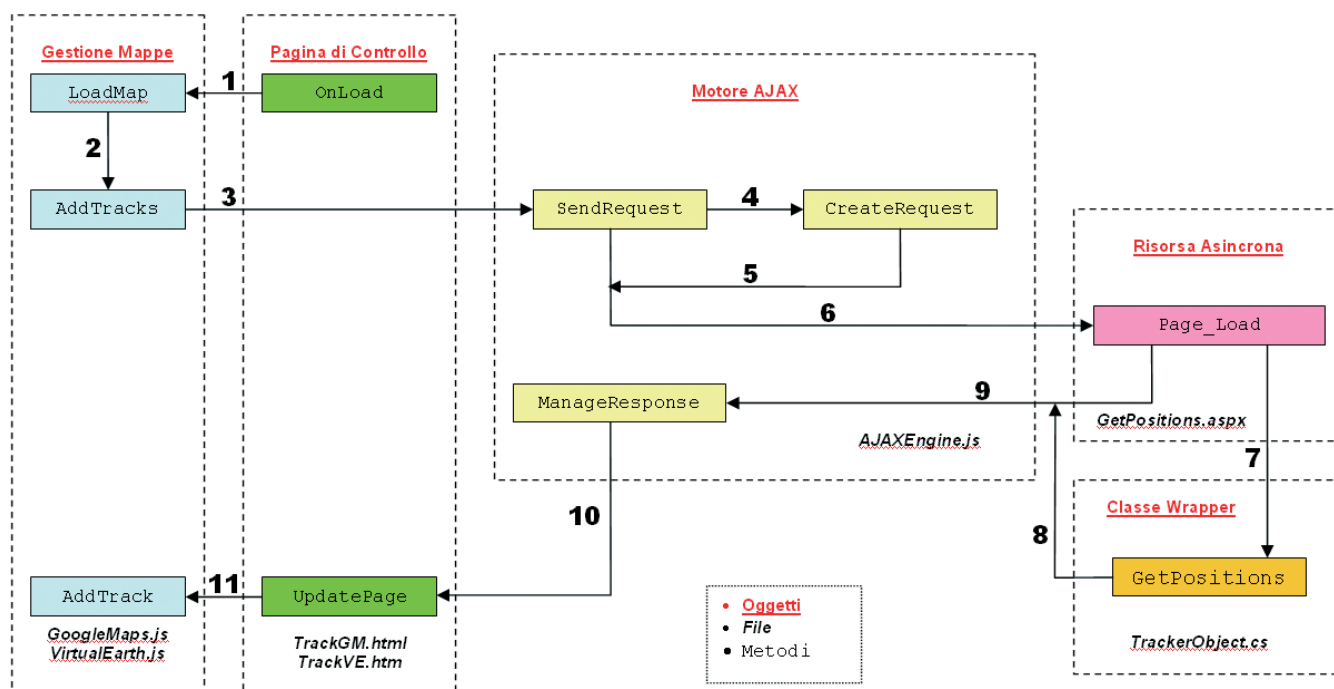 Gestione Mappe
Pagina di Controllo
Motore AJAX
LoadMap
1
OnLoad
2
AddTracks
3
SendRequest
4
CreateRequest
5
Risorsa Asincrona
6
Page_Load
ManageResponse
9
GetPositions.aspx
AJAXEngine.js
7
Classe Wrapper
10
8
GetPositions
AddTrack
11
UpdatePage
GoogleMaps.js
VirtualEarth.js
TrackGM.html
TrackVE.htm
• Oggetti
• File
• Metodi
TrackerObject.cs